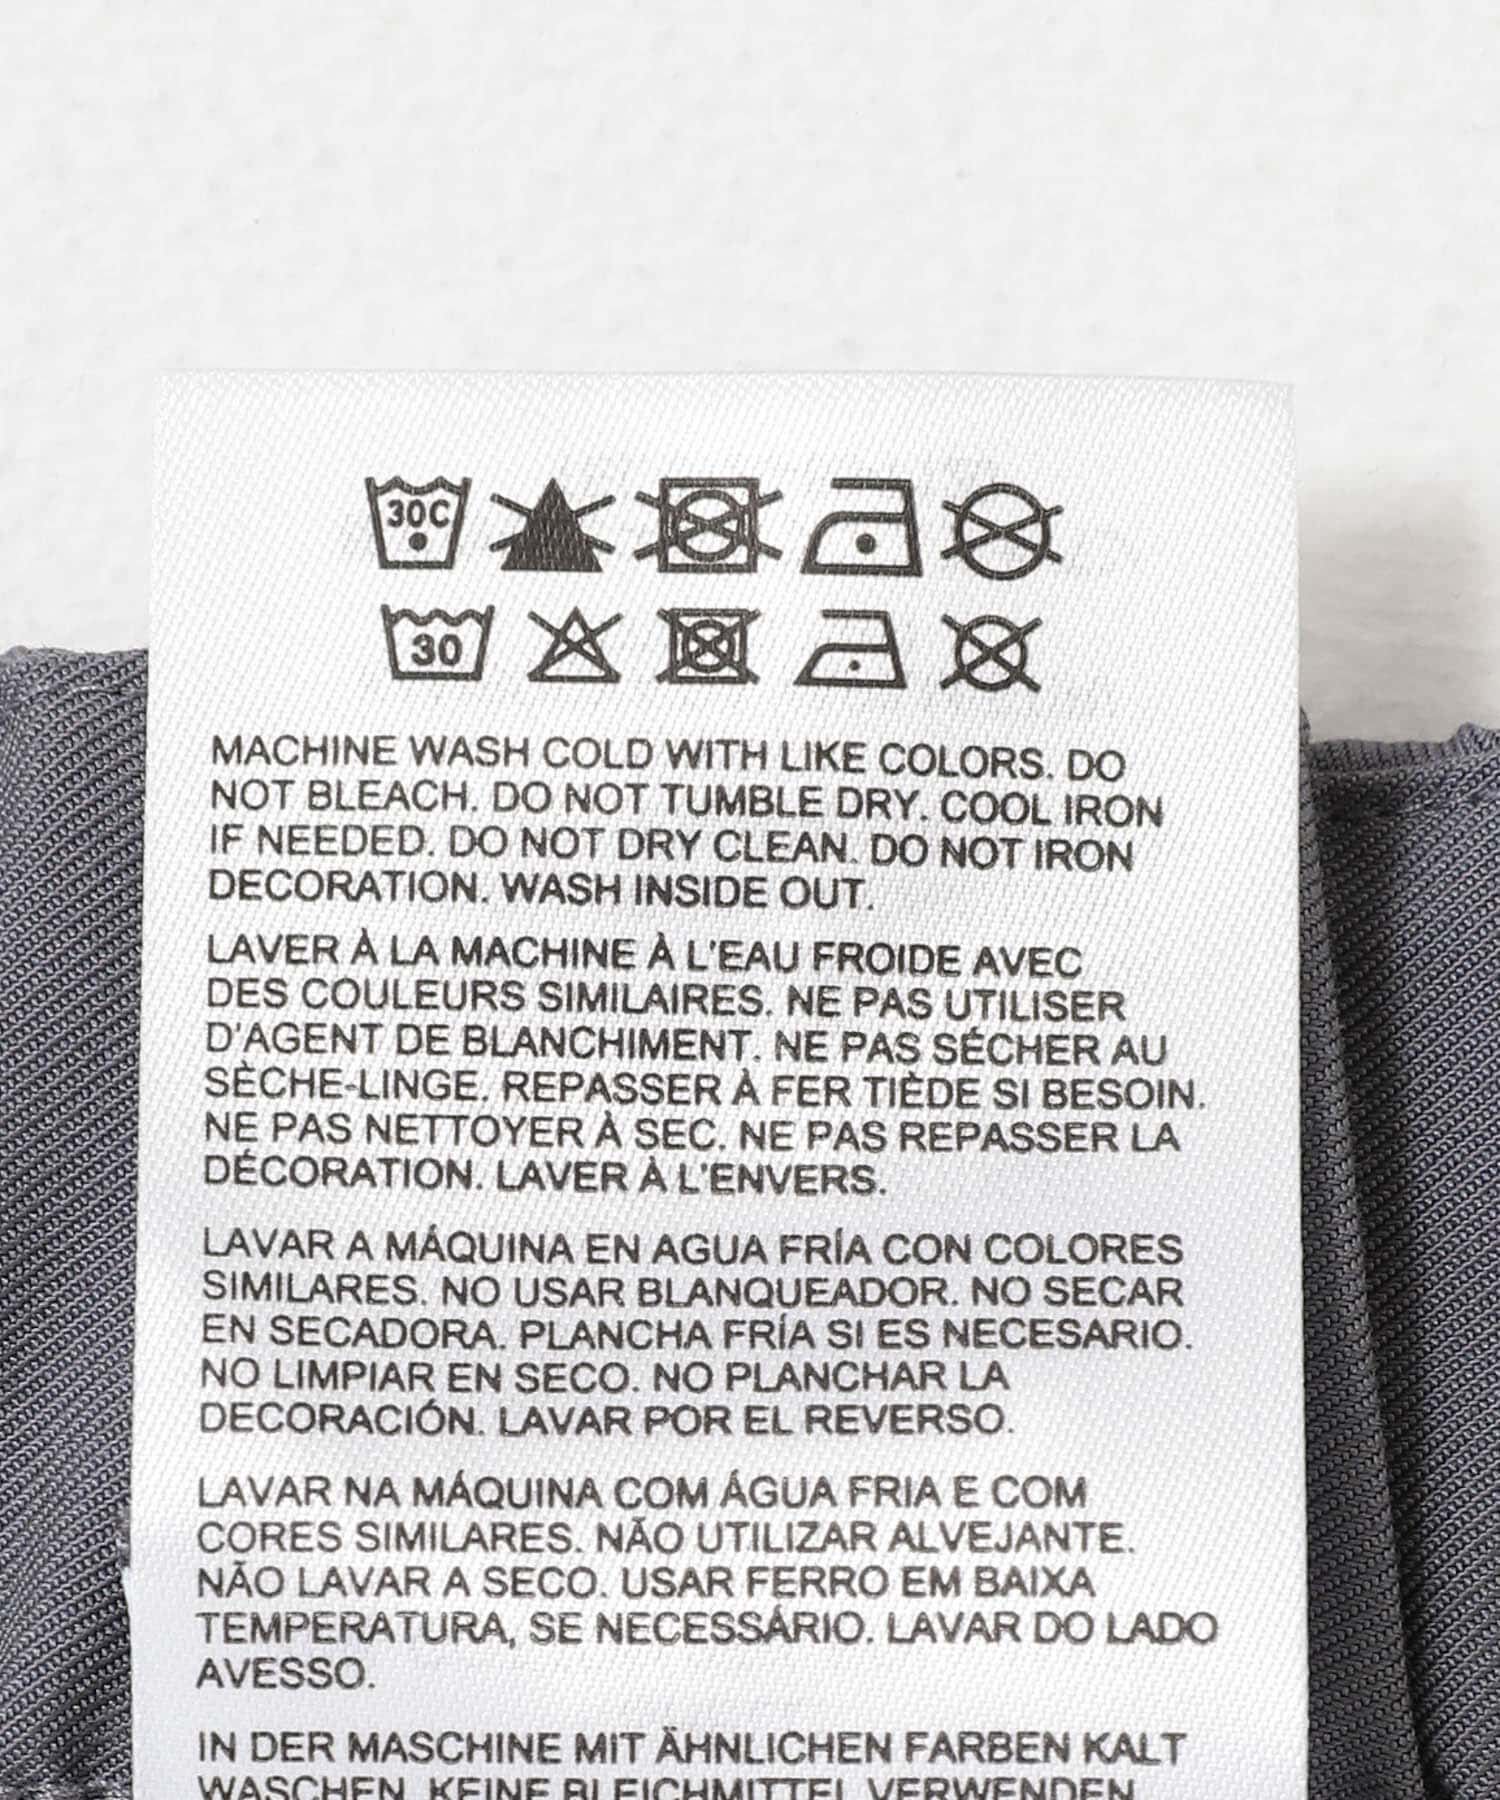 30C
30
MACHINE WASH COLD WITH LIKE COLORS. DO
NOT BLEACH. DO NOT TUMBLE DRY. COOL IRON
IF NEEDED. DO NOT DRY CLEAN. DO NOT IRON
DECORATION. WASH INSIDE OUT.
LAVER À LA MACHINE À L'EAU FROIDE AVEC
DES COULEURS SIMILAIRES. NE PAS UTILISER
D'AGENT DE BLANCHIMENT. NE PAS SÉCHER AU
SÈCHE-LINGE. REPASSER À FER TIÈDE SI BESOIN.
NE PAS NETTOYER À SEC. NE PAS REPASSER LA
DÉCORATION. LAVER À L'ENVERS.
LAVAR A MÁQUINA EN AGUA FRÍA CON COLORES
SIMILARES. NO USAR BLANQUEADOR. NO SECAR
EN SECADORA. PLANCHA FRÍA SI ES NECESARIO.
NO LIMPIAR EN SECO. NO PLANCHAR LA
DECORACIÓN. LAVAR POR EL REVERSO.
LAVAR NA MÁQUINA COM ÁGUA FRIA E COM
CORES SIMILARES. NÃO UTILIZAR ALVEJANTE.
NÃO LAVAR A SECO. USAR FERRO EM BAIXA
TEMPERATURA, SE NECESSÁRIO. LAVAR DO LADO
AVESSO.
IN DER MASCHINE MIT ÄHNLICHEN FARBEN KALT
WASCHEN. KEINE BLEICHMITTEL VERWENDEN.